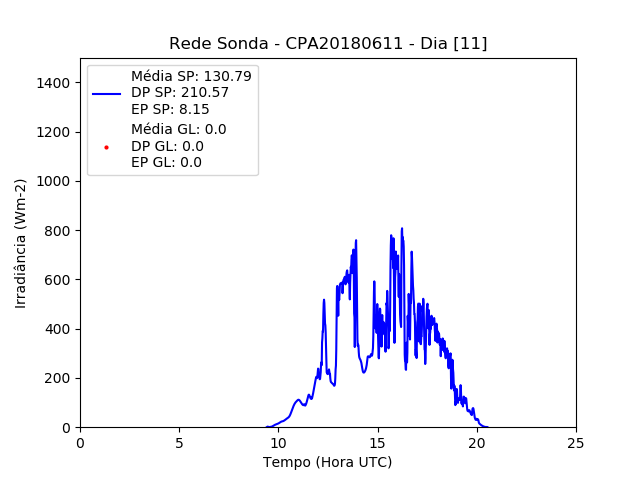 Rede Sonda - CPA20180611 - Dia [11]
Média SP: 130.79
DP SP: 210.57
EP SP: 8.15
Média GL: 0.0
DP GL: 0.0
EP GL: 0.0
1400
1200
1000
800
600
400
200
0
Irradiância (Wm-2)
0 5 10 15 20 25
Tempo (Hora UTC)